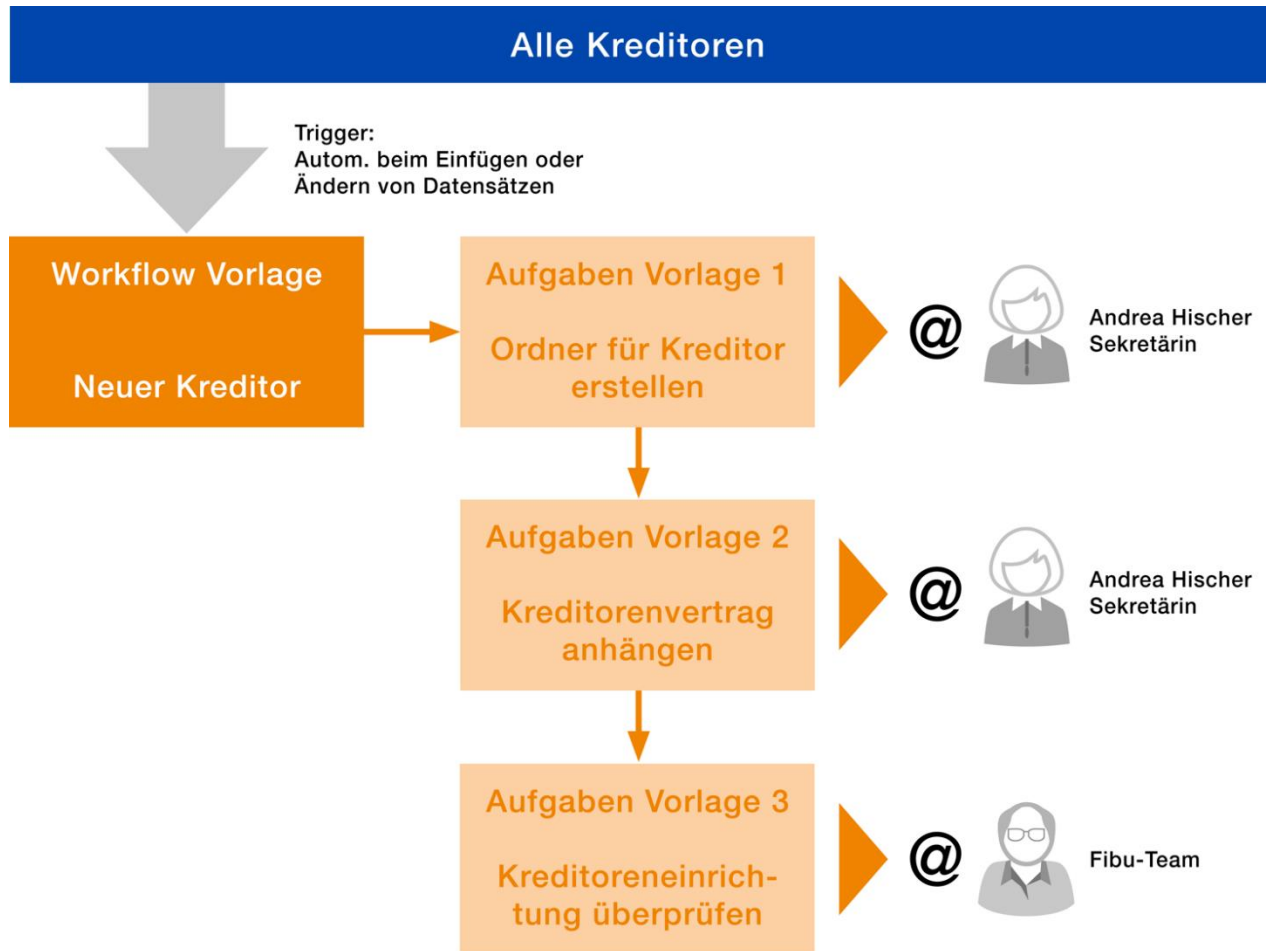 Alle Kreditoren
Trigger:
Autom. beim Einfügen oder
Ändern von Datensätzen
Workflow Vorlage
Neuer Kreditor
Aufgaben Vorlage 1
Ordner für Kreditor
erstellen
@
Andrea Hischer
Sekretärin
Aufgaben Vorlage 2
Kreditorenvertrag
anhängen
@
Andrea Hischer
Sekretärin
Aufgaben Vorlage 3
Kreditoreneinrich-
tung überprüfen
@
Fibu-Team